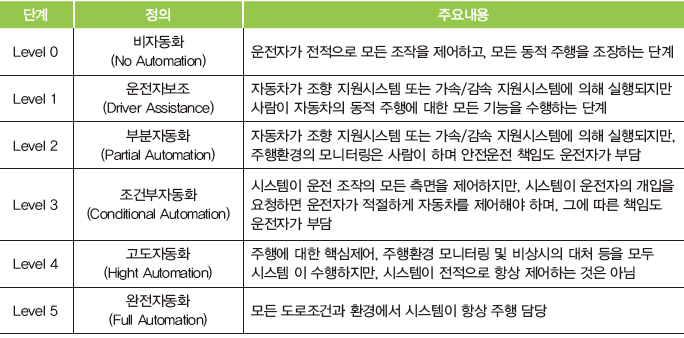 단계 정의 주요내용
Level 0 비자동화 (No Automation) 운전자가 전적으로 모든 조작을 제어하고, 모든 동적 주행을 조장하는 단계
Level 1 운전자보조 (Driver Assistance) 자동차가 조향 지원시스템 또는 가속/감속 지원시스템에 의해 실행되지만
사람이 자동차의 동적 주행에 대한 모든 기능을 수행하는 단계
Level 2 부분자동화 (Partial Automation) 자동차가 조향 지원시스템 또는 가속/감속 지원시스템에 의해 실행되지만,
주행환경의 모니터링은 사람이 하며 안전운전 책임도 운전자가 부담
Level 3 조건부자동화 (Conditional Automation) 시스템이 운전 조작의 모든 측면을 제어하지만, 시스템이 운전자의 개입을
요청하면 운전자가 적절하게 자동차를 제어해야 하며, 그에 따른 책임도
운전자가 부담
Level 4 고도자동화 (Hight Automation) 주행에 대한 핵심제어, 주행환경 모니터링 및 비상시의 대처 등을 모두
시스템 이 수행하지만, 시스템이 전적으로 항상 제어하는 것은 아님
Level 5 완전자동화 (Full Automation) 모든 도로조건과 환경에서 시스템이 항상 주행 담당